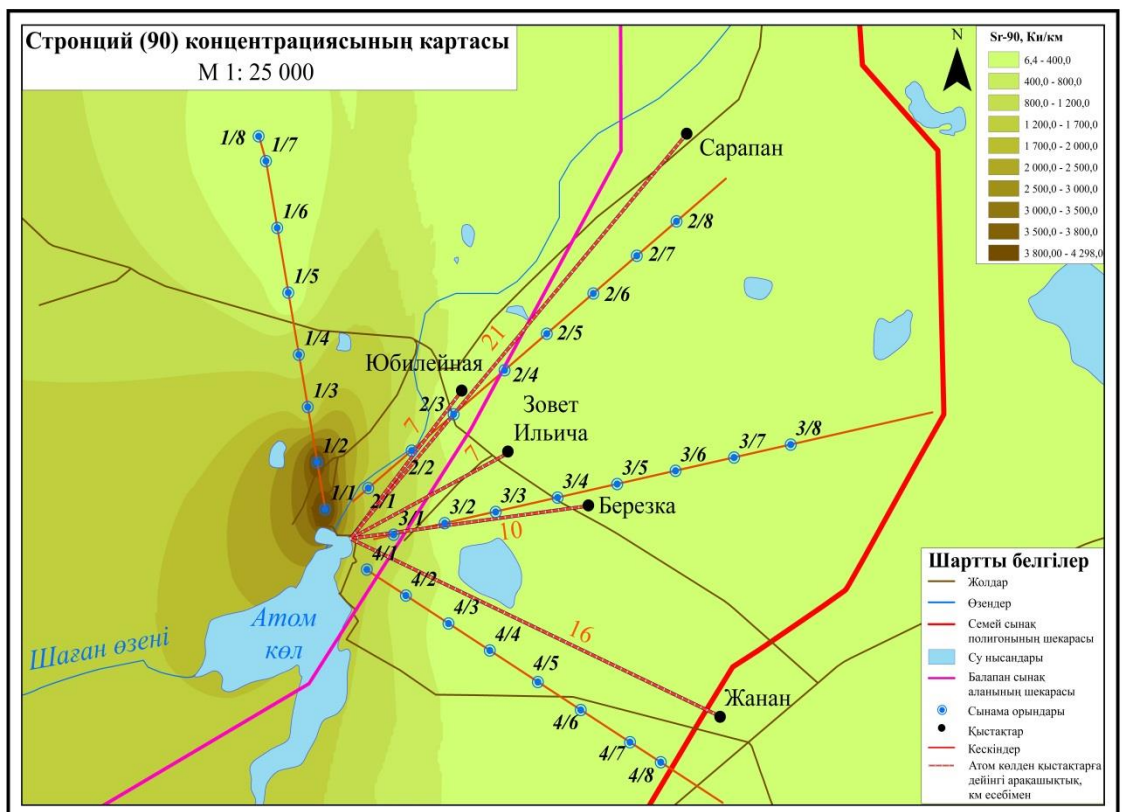 Стронций (90) концентрациясының картасы
М 1: 25 000
N
Sr-90, Ки/км
6,4 - 400,0
400,0 - 800,0
800,0 - 1 200,0
1 200,0 - 1 700,0
1 700,0 - 2 000,0
2 000,0 - 2 500,0
2 500,0 - 3 000,0
3 000,0 - 3 500,0
3 500,0 - 3 800,0
3 800,00 - 4 298,0
1/8
1/7
1/6
1/5
1/4
1/3
1/2
1/1
Сарапан
2/8
2/7
2/6
2/5
2/4
2/3
2/2
2/1
21
Юбилейная
7
Зовет
Ильича
7
3/8
3/7
3/6
3/5
3/4
3/3
3/2
3/1
Березка
10
4/1
4/2
4/3
4/4
4/5
4/6
4/7
4/8
16
Жанан
Атом
көл
Шаған өзені
Шартты белгілер
Жолдар
Өзендер
Семей сынақ
полигонының шекарасы
Су нысандары
Балапан сынақ
аланының шекарасы
Сынама орындары
Қыстақтар
Кескіндер
Атом көлден қыстақтарға
дейінгі арақашықтық,
км есебімен